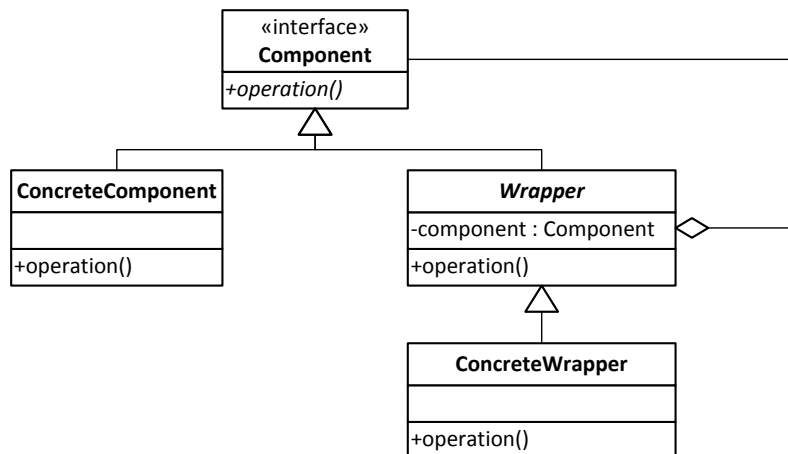 «interface»
Component
+operation()
ConcreteComponent
+operation()
Wrapper
-component : Component
+operation()
ConcreteWrapper
+operation()